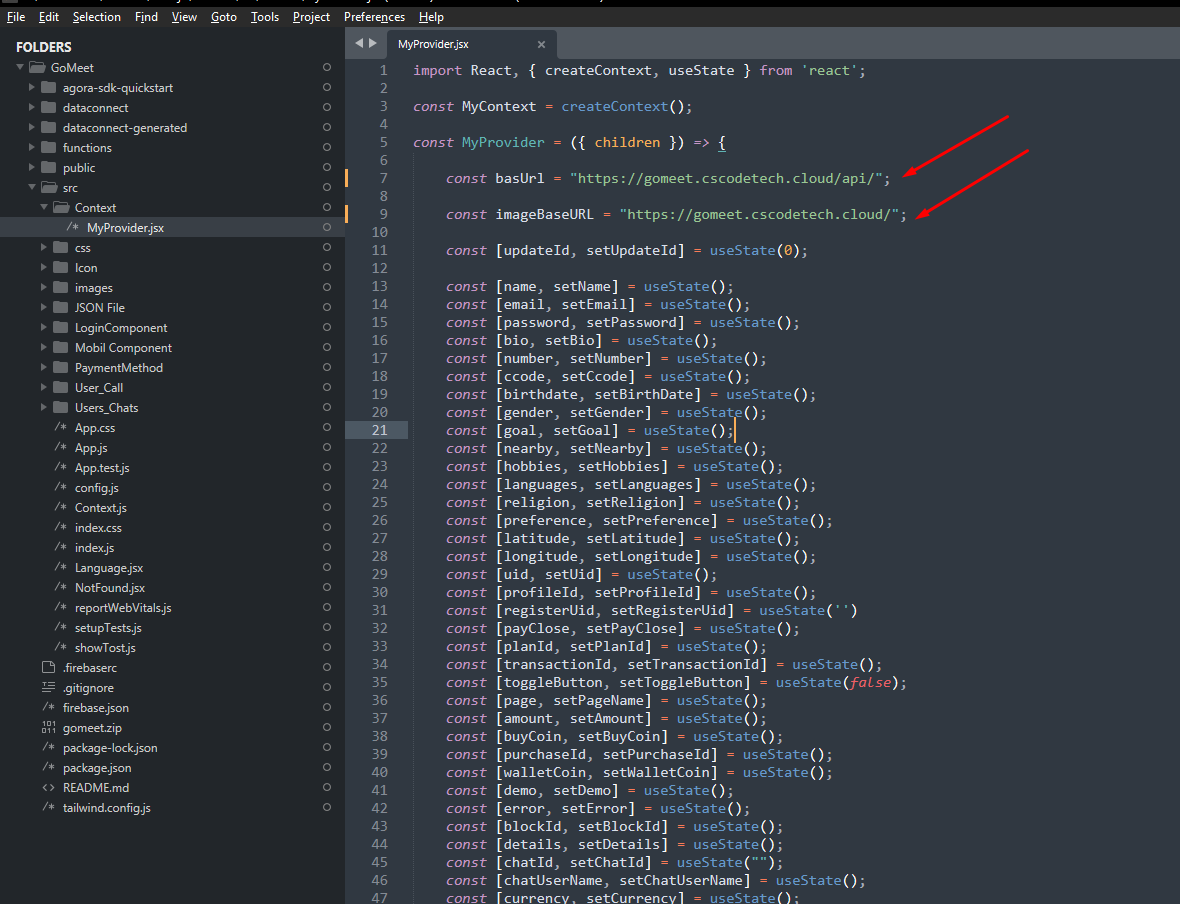 File Edit Selection Find View Goto Tools Project Preferences Help
FOLDERS
GoMeet
agora-sdk-quickstart
dataconnect
dataconnect-generated
functions
public
src
Context
/* MyProvider.jsx
css
Icon
images
JSON File
LoginComponent
Mobil Component
PaymentMethod
User_Call
Users_Chats
/* App.css
/* App.js
/* App.test.js
/* config.js
/* Context.js
/* index.css
/* index.js
/* Language.jsx
/* NotFound.jsx
/* reportWebVitals.js
/* setupTests.js
/* showTost.js
.firebaserc
.gitignore
/* firebase.json
gomeet.zip
/* package-lock.json
/* package.json
<> README.md
/* tailwind.config.js
MyProvider.jsx ×
1 import React, { createContext, useState } from 'react';
2
3 const MyContext = createContext();
4
5 const MyProvider = ({ children }) => {
6
7 const basUrl = "https://gomeet.cscodetech.cloud/api/";
8
9 const imageBaseURL = "https://gomeet.cscodetech.cloud/";
10
11 const [updateId, setUpdateId] = useState(0);
12
13 const [name, setName] = useState();
14 const [email, setEmail] = useState();
15 const [password, setPassword] = useState();
16 const [bio, setBio] = useState();
17 const [number, setNumber] = useState();
18 const [ccode, setCcode] = useState();
19 const [birthdate, setBirthDate] = useState();
20 const [gender, setGender] = useState();
21 const [goal, setGoal] = useState();
22 const [nearby, setNearby] = useState();
23 const [hobbies, setHobbies] = useState();
24 const [languages, setLanguages] = useState();
25 const [religion, setReligion] = useState();
26 const [preference, setPreference] = useState();
27 const [latitude, setLatitude] = useState();
28 const [longitude, setLongitude] = useState();
29 const [uid, setUid] = useState();
30 const [profileId, setProfileId] = useState();
31 const [registerUid, setRegisterUid] = useState('')
32 const [payClose, setPayClose] = useState();
33 const [planId, setPlanId] = useState();
34 const [transactionId, setTransactionId] = useState();
35 const [toggleButton, setToggleButton] = useState(false);
36 const [page, setPageName] = useState();
37 const [amount, setAmount] = useState();
38 const [buyCoin, setBuyCoin] = useState();
39 const [purchaseId, setPurchaseId] = useState();
40 const [walletCoin, setWalletCoin] = useState();
41 const [demo, setDemo] = useState();
42 const [error, setError] = useState();
43 const [blockId, setBlockId] = useState();
44 const [details, setDetails] = useState();
45 const [chatId, setChatId] = useState("");
46 const [chatUserName, setChatUserName] = useState();
47 const [currency, setCurrency] = useState();